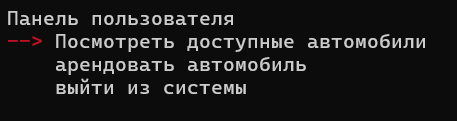 Панель пользователя
--> Посмотреть доступные автомобили
арендовать автомобиль
выйти из системы